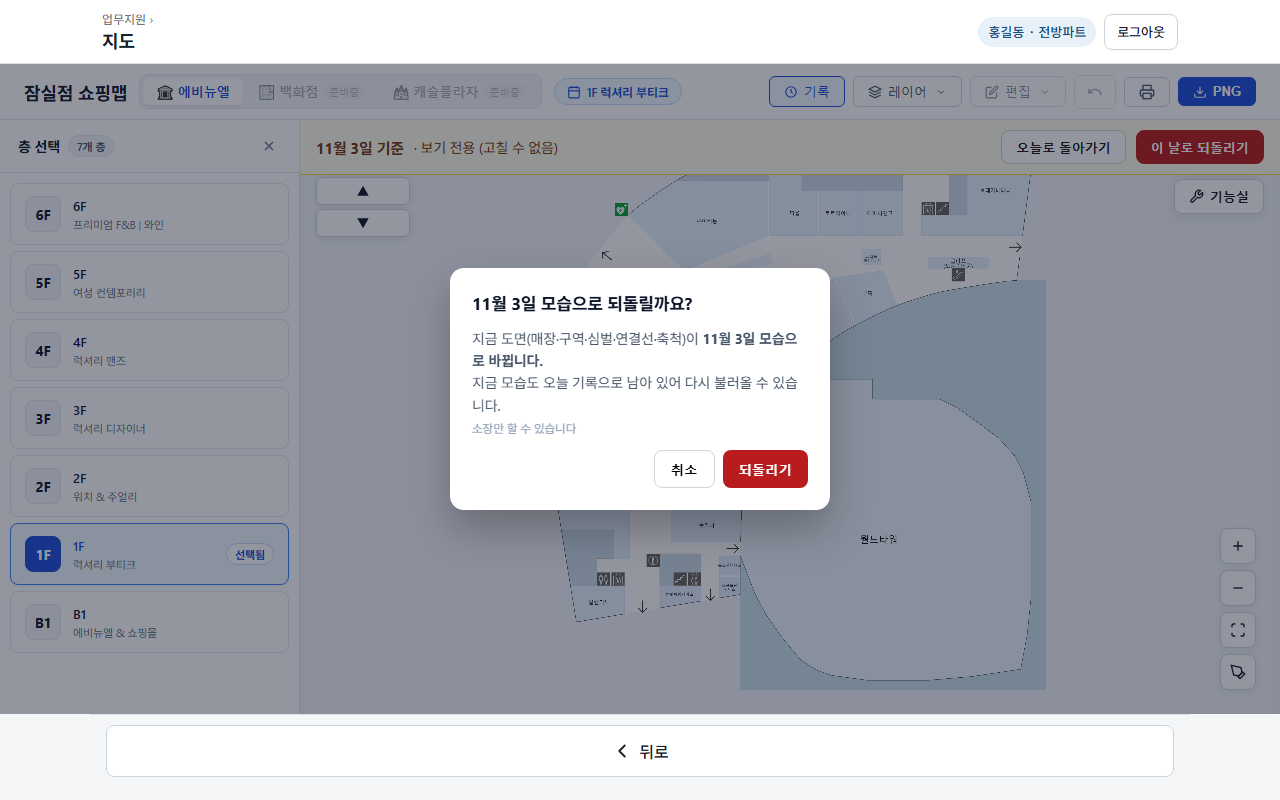 업무지원 ›
지도
홍길동 · 전방파트
로그아웃
잠실점 쇼핑맵
에비뉴엘
백화점 준비중
캐슬플라자 준비중
1F 럭셔리 부티크
기록
레이어
편집
PNG
층 선택
7개 층
11월 3일 기준 · 보기 전용 (고칠 수 없음)
오늘로 돌아가기
이 날로 되돌리기
기능실
6F
6F
프리미엄 F&B | 와인
5F
5F
여성 컨템포러리
4F
4F
럭셔리 맨즈
3F
3F
럭셔리 디자이너
2F
2F
워치 & 주얼리
1F
1F
럭셔리 부티크
선택됨
B1
B1
에비뉴엘 & 쇼핑몰
11월 3일 모습으로 되돌릴까요?
지금 도면(매장·구역·심벌·연결선·축척)이 11월 3일 모습으
로 바뀝니다.
지금 모습도 오늘 기록으로 남아 있어 다시 불러올 수 있습
니다.
소장만 할 수 있습니다
취소
되돌리기
월드타워
뒤로